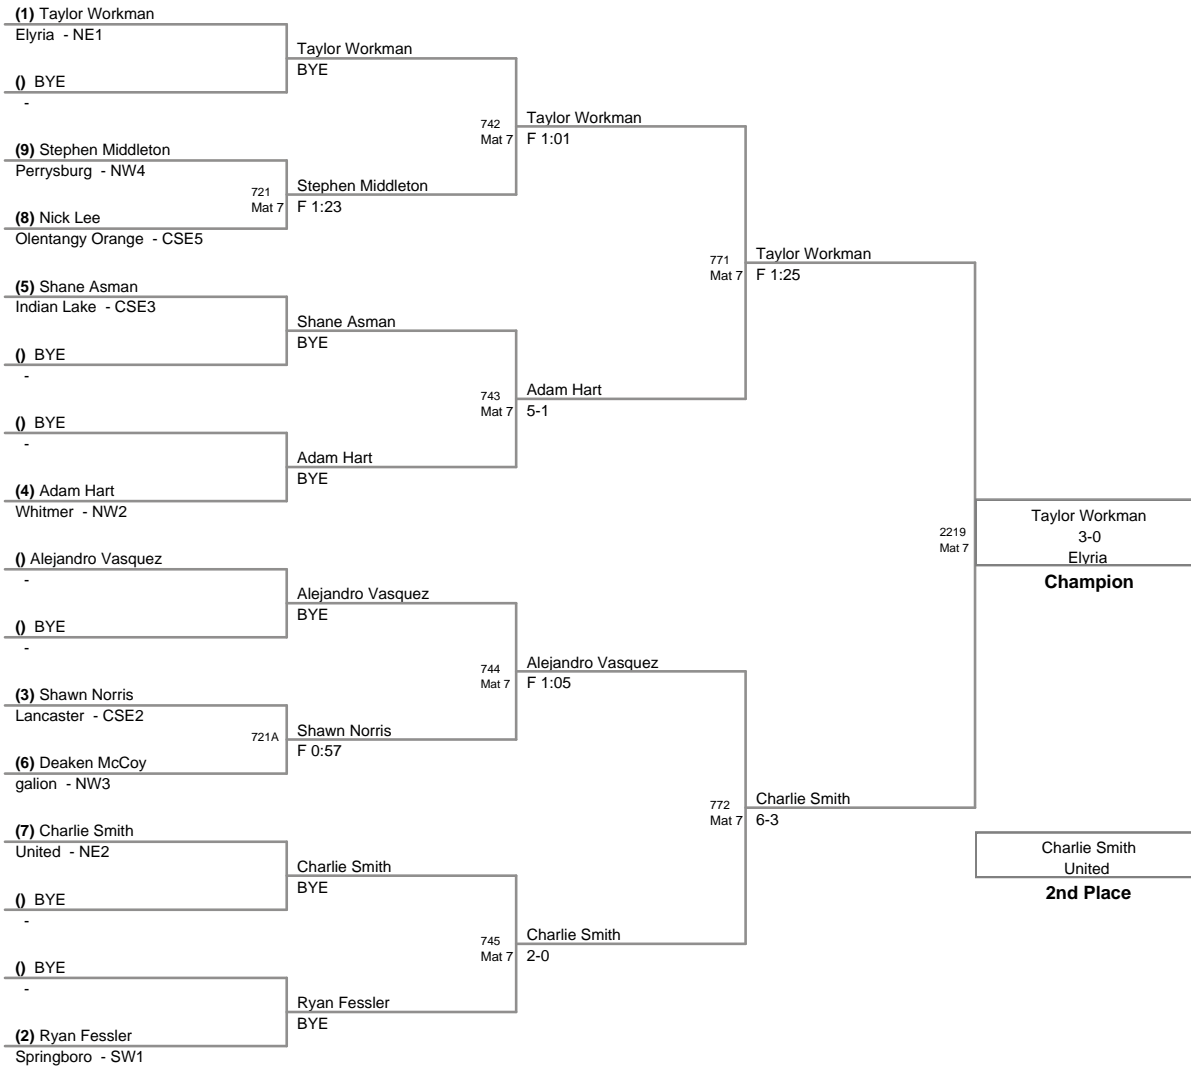 (1) Taylor Workman
Elyria - NE1
() BYE
-
(9) Stephen Middleton
Perrysburg - NW4
(8) Nick Lee
Olentangy Orange - CSE5
(5) Shane Asman
Indian Lake - CSE3
() BYE
-
() BYE
-
(4) Adam Hart
Whitmer - NW2
() Alejandro Vasquez
-
() BYE
-
(3) Shawn Norris
Lancaster - CSE2
(6) Deaken McCoy
galion - NW3
(7) Charlie Smith
United - NE2
() BYE
-
() BYE
-
(2) Ryan Fessler
Springboro - SW1
Taylor Workman
BYE
721
Mat 7
Stephen Middleton
F 1:23
Shane Asman
BYE
Adam Hart
BYE
Alejandro Vasquez
BYE
721A
Shawn Norris
F 0:57
Charlie Smith
BYE
Ryan Fessler
BYE
742
Mat 7
Taylor Workman
F 1:01
743
Mat 7
Adam Hart
5-1
744
Mat 7
Alejandro Vasquez
F 1:05
745
Mat 7
Charlie Smith
2-0
771
Mat 7
Taylor Workman
F 1:25
772
Mat 7
Charlie Smith
6-3
2219
Mat 7
Taylor Workman
3-0
Elyria
Champion
Charlie Smith
United
2nd Place